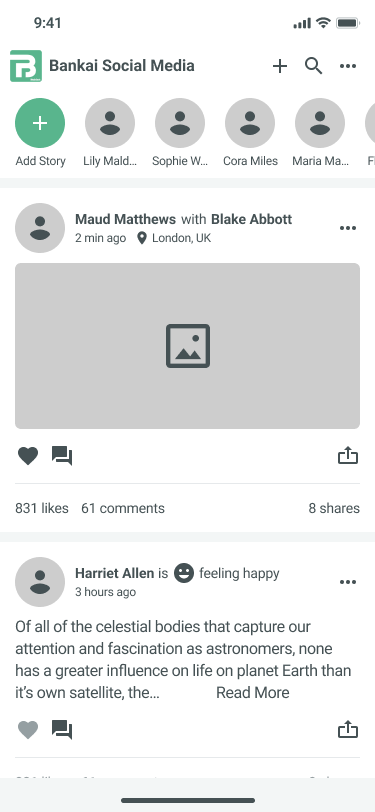 9:41
Bankai Social Media
Add Story
Lily Mald...
Sophie W...
Cora Miles
Maria Ma...
Maud Matthews with Blake Abbott
2 min ago London, UK
831 likes 61 comments 8 shares
Harriet Allen is feeling happy
3 hours ago
Of all of the celestial bodies that capture our
attention and fascination as astronomers, none
has a greater influence on life on planet Earth than
it’s own satellite, the... Read More